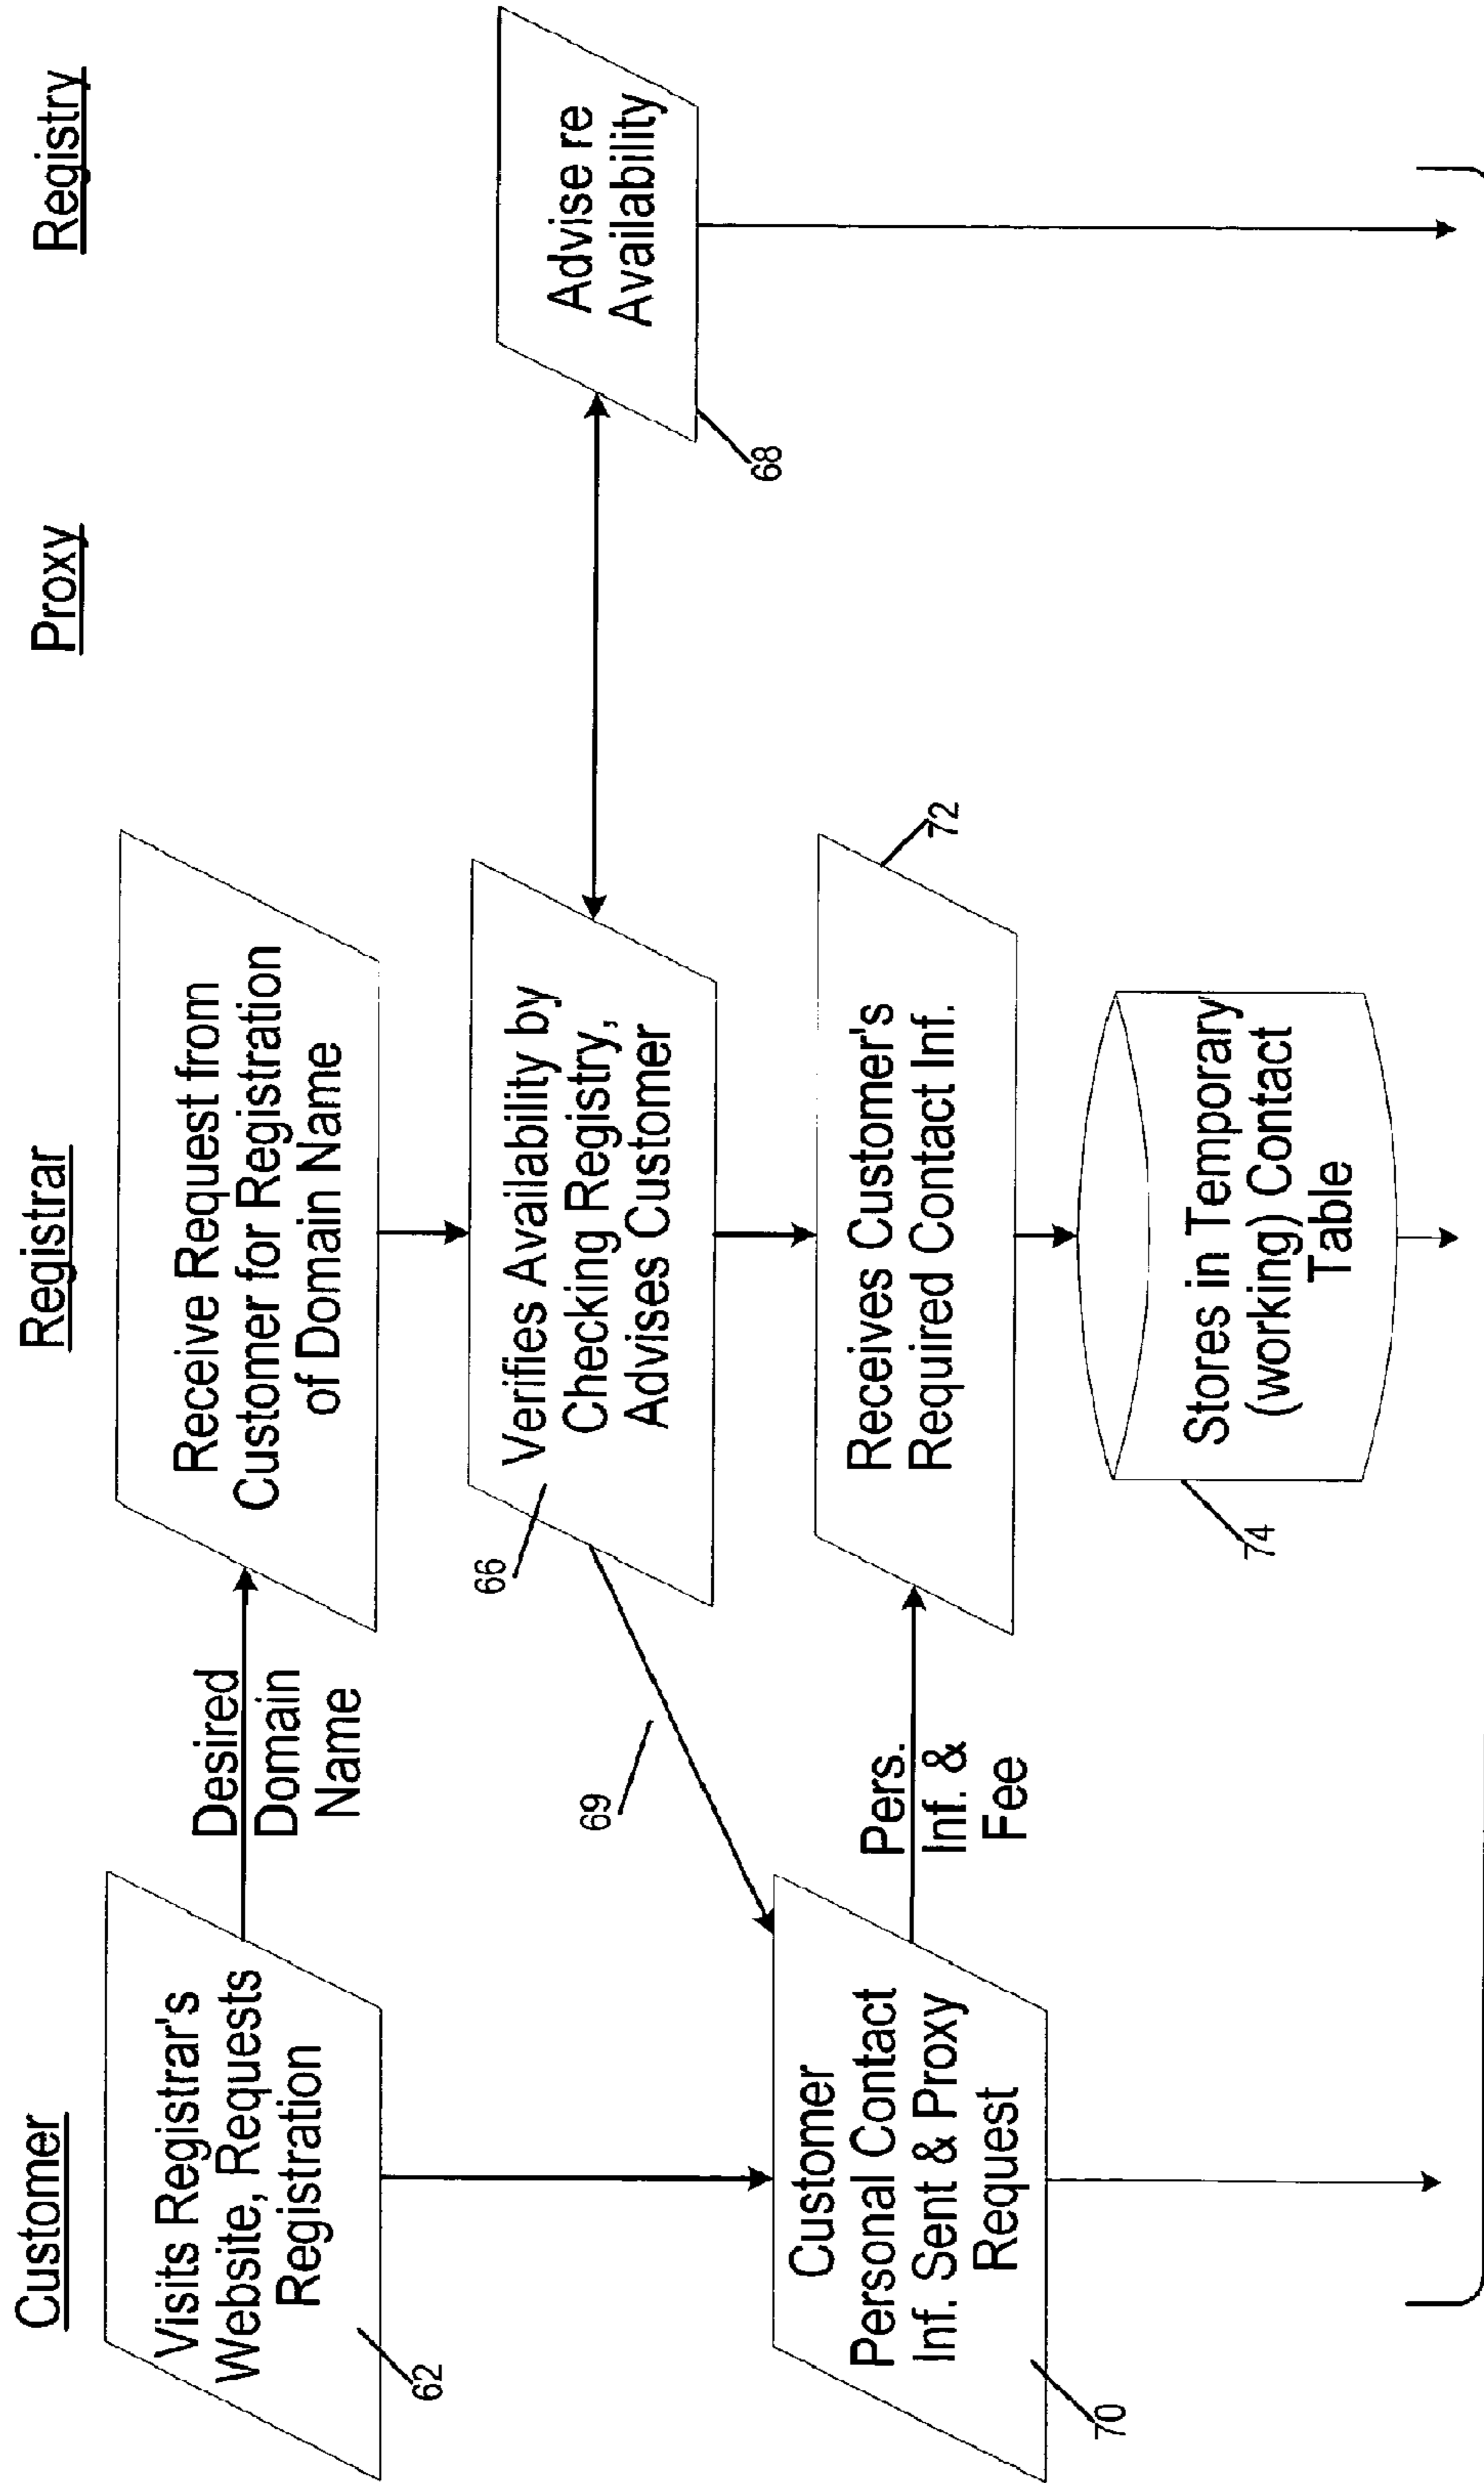 Customer
Registrar
Proxy
Registry
Visits Registrar's
Website, Requests
Registration
62
Desired
Domain
Name
Receive Request from
Customer for Registration
of Domain Name
Verifies Availability by
Checking Registry,
Advises Customer
66
Advise re
Availability
68
69
Customer
Personal Contact
Inf. Sent & Proxy
Request
70
Pers.
Inf. &
Fee
Receives Customer's
Required Contact Inf.
72
Stores in Temporary
(working) Contact
Table
74